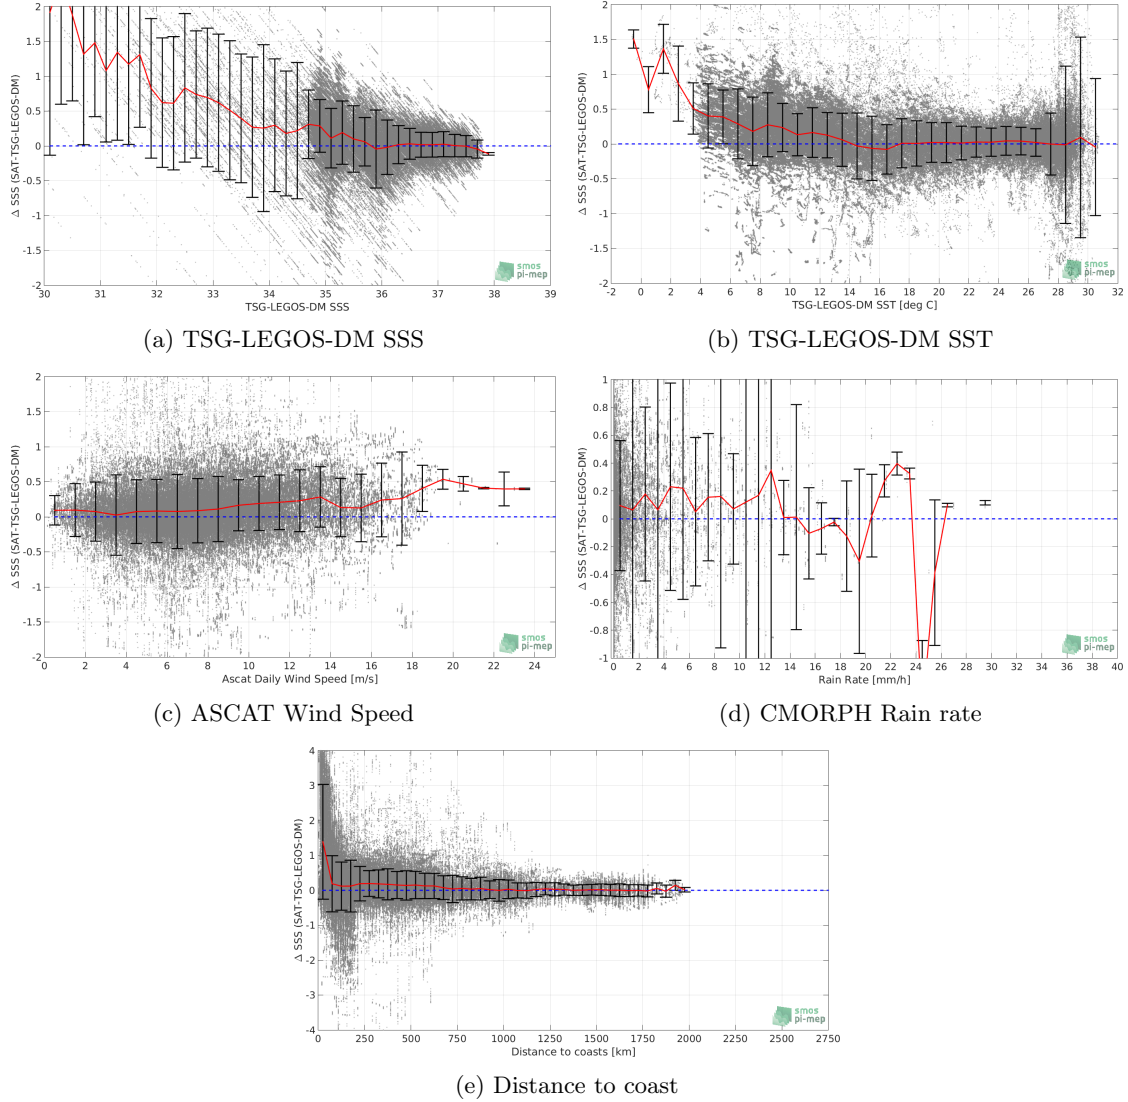 2
1.5
1
0.5
0
-0.5
-1
-1.5
-2
Δ SSS (SAT-TSG-LEGOS-DM)
30 31 32 33 34 35 36 37 38 39
TSG-LEGOS-DM SSS
smos
pi-mep
(a) TSG-LEGOS-DM SSS
2
1.5
1
0.5
0
-0.5
-1
-1.5
-2
Δ SSS (SAT-TSG-LEGOS-DM)
-2 0 2 4 6 8 10 12 14 16 18 20 22 24 26 28 30 32
TSG-LEGOS-DM SST [deg C]
smos
pi-mep
(b) TSG-LEGOS-DM SST
2
1.5
1
0.5
0
-0.5
-1
-1.5
-2
Δ SSS (SAT-TSG-LEGOS-DM)
0 2 4 6 8 10 12 14 16 18 20 22 24
Ascat Daily Wind Speed [m/s]
smos
pi-mep
(c) ASCAT Wind Speed
1
0.8
0.6
0.4
0.2
0
-0.2
-0.4
-0.6
-0.8
-1
Δ SSS (SAT-TSG-LEGOS-DM)
0 2 4 6 8 10 12 14 16 18 20 22 24 26 28 30 32 34 36 38 40
Rain Rate [mm/h]
smos
pi-mep
(d) CMORPH Rain rate
4
3
2
1
0
-1
-2
-3
-4
Δ SSS (SAT-TSG-LEGOS-DM)
0 250 500 750 1000 1250 1500 1750 2000 2250 2500 2750
Distance to coasts [km]
smos
pi-mep
(e) Distance to coast